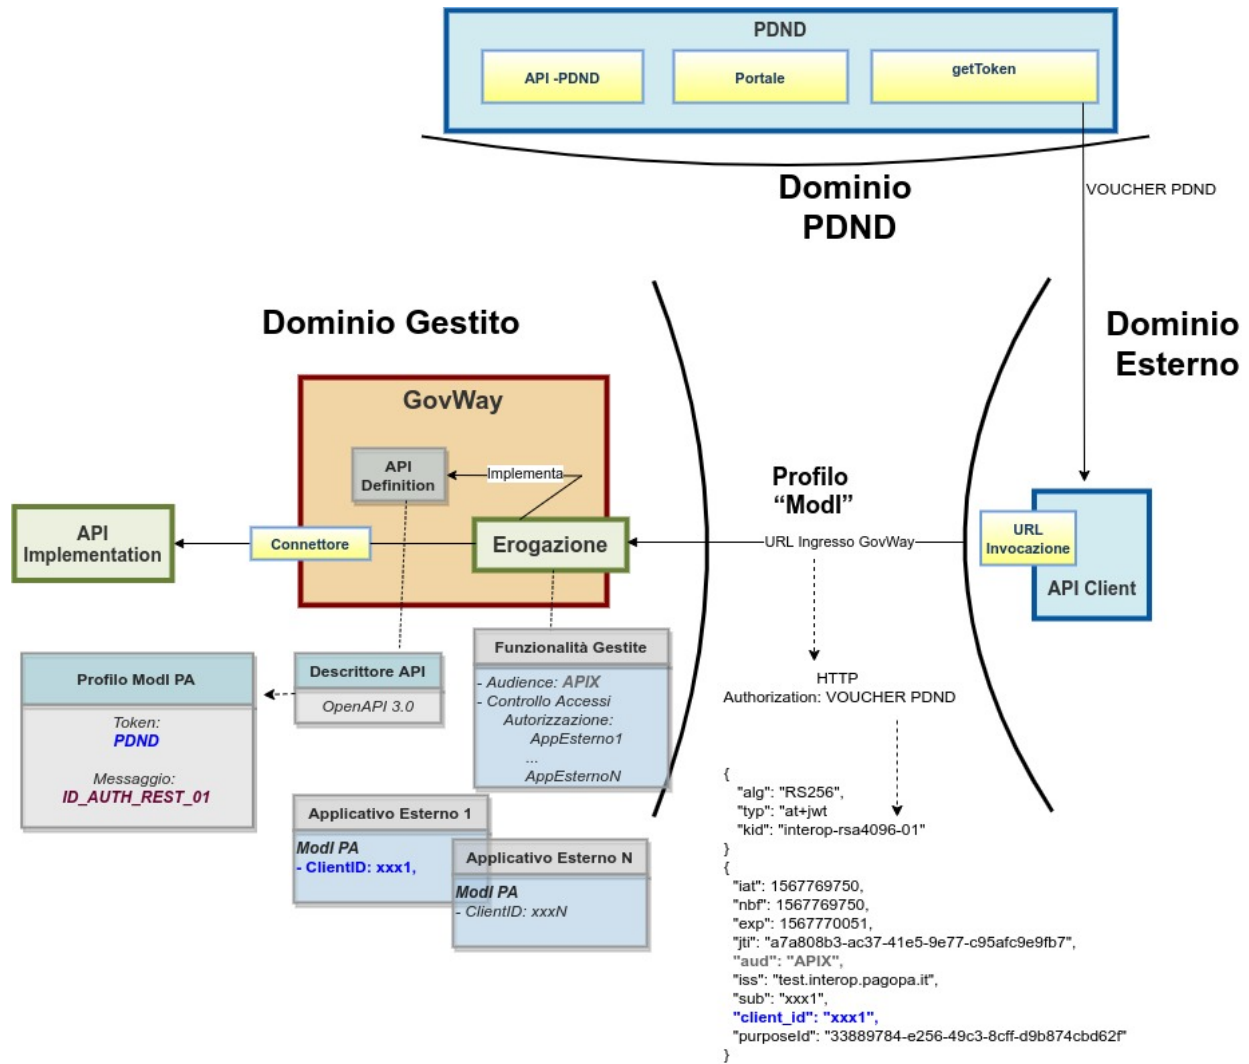 PDND
API -PDND
Portale
getToken
Dominio
PDND
VOUCHER PDND
Dominio Gestito
Dominio
Esterno
GovWay
API
Definition
Implementa
Profilo
“ModI”
API
Implementation
Connettore
Erogazione
URL Ingresso GovWay
URL
Invocazione
API Client
Profilo ModI PA
Token:
PDND
Messaggio:
ID_AUTH_REST_01
Descrittore API
OpenAPI 3.0
Funzionalità Gestite
- Audience: APIX
- Controllo Accessi
Autorizzazione:
AppEsterno1
...
AppEsternoN
HTTP
Authorization: VOUCHER PDND
Applicativo Esterno 1
ModI PA
- ClientID: xxx1,
Applicativo Esterno N
ModI PA
- ClientID: xxxN
{
"alg": "RS256",
"typ": "at+jwt
"kid": "interop-rsa4096-01"
}
{
"iat": 1567769750,
"nbf": 1567769750,
"exp": 1567770051,
"jti": "a7a808b3-ac37-41e5-9e77-c95afc9e9fb7",
"aud": "APIX",
"iss": "test.interop.pagopa.it",
"sub": "xxx1",
"client_id": "xxx1",
"purposeId": "33889784-e256-49c3-8cff-d9b874cbd62f"
}